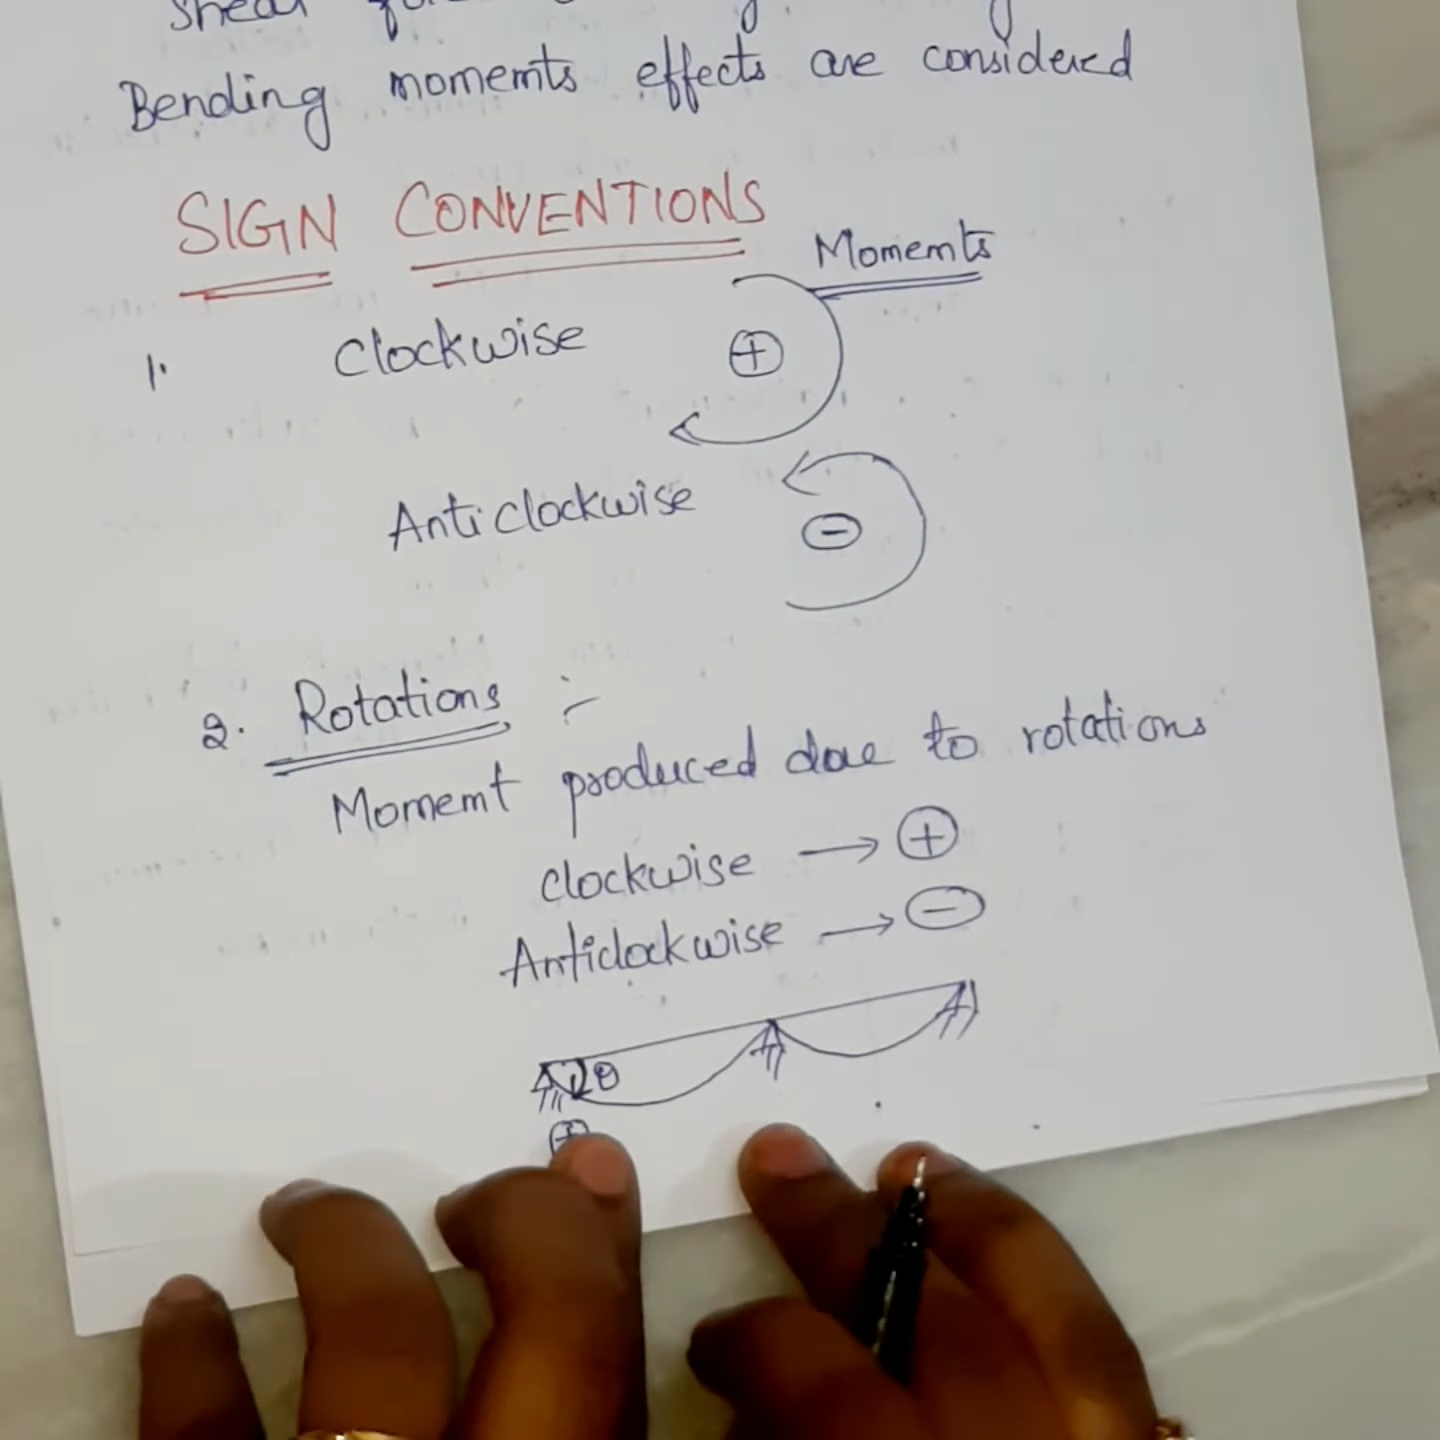 Shear
Bending moments effects are considered
SIGN CONVENTIONS
Moments
1. Clockwise +
Anticlockwise -
2. Rotations :-
Moment produced due to rotations
clockwise → +
Anticlockwise → -
θ
+